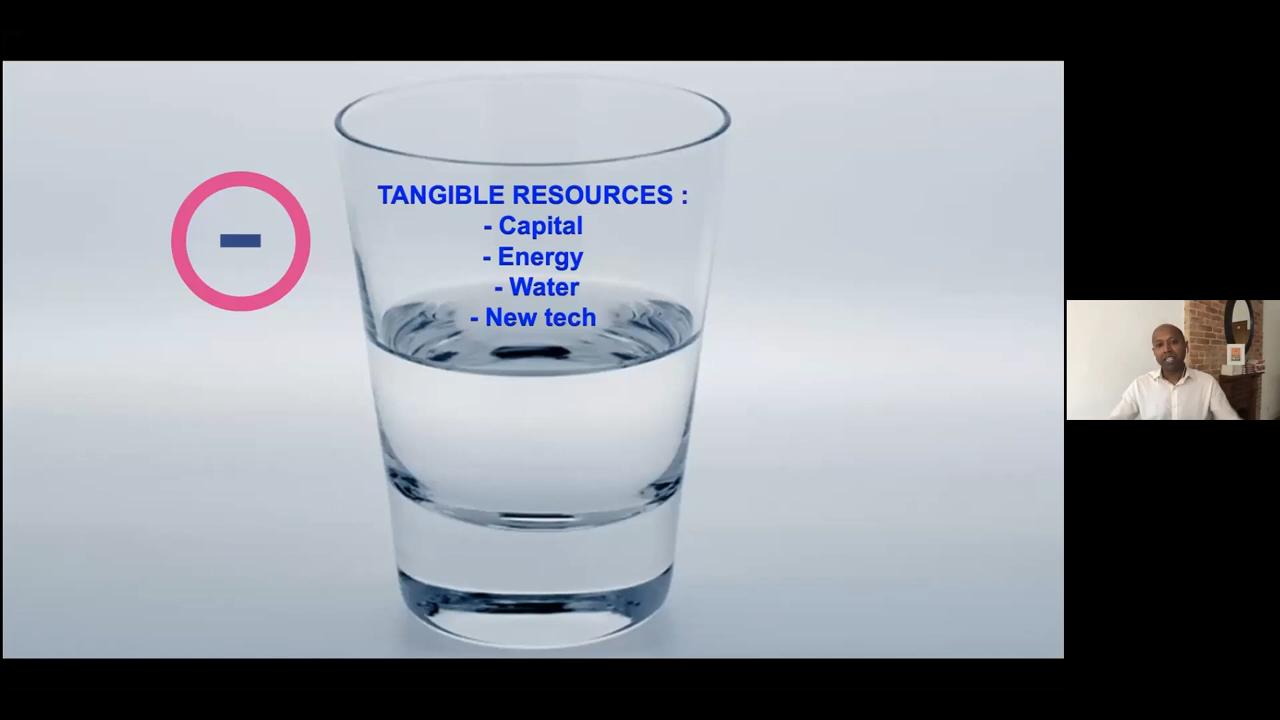 TANGIBLE RESOURCES :
- Capital
- Energy
- Water
- New tech